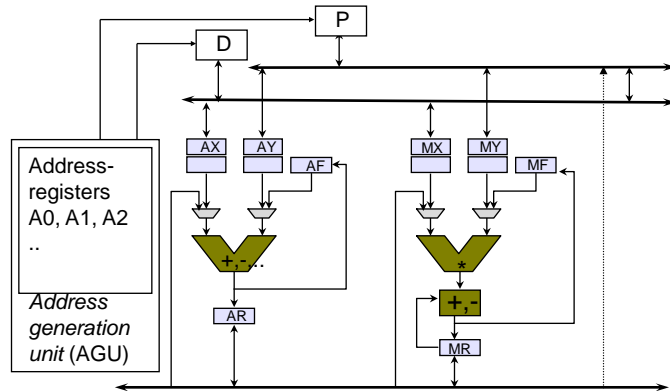 P
D
AX
AY
AF
MX
MY
MF
Address-
registers
A0, A1, A2
..
+,-,..
*
+,-
Address
generation
unit (AGU)
AR
MR